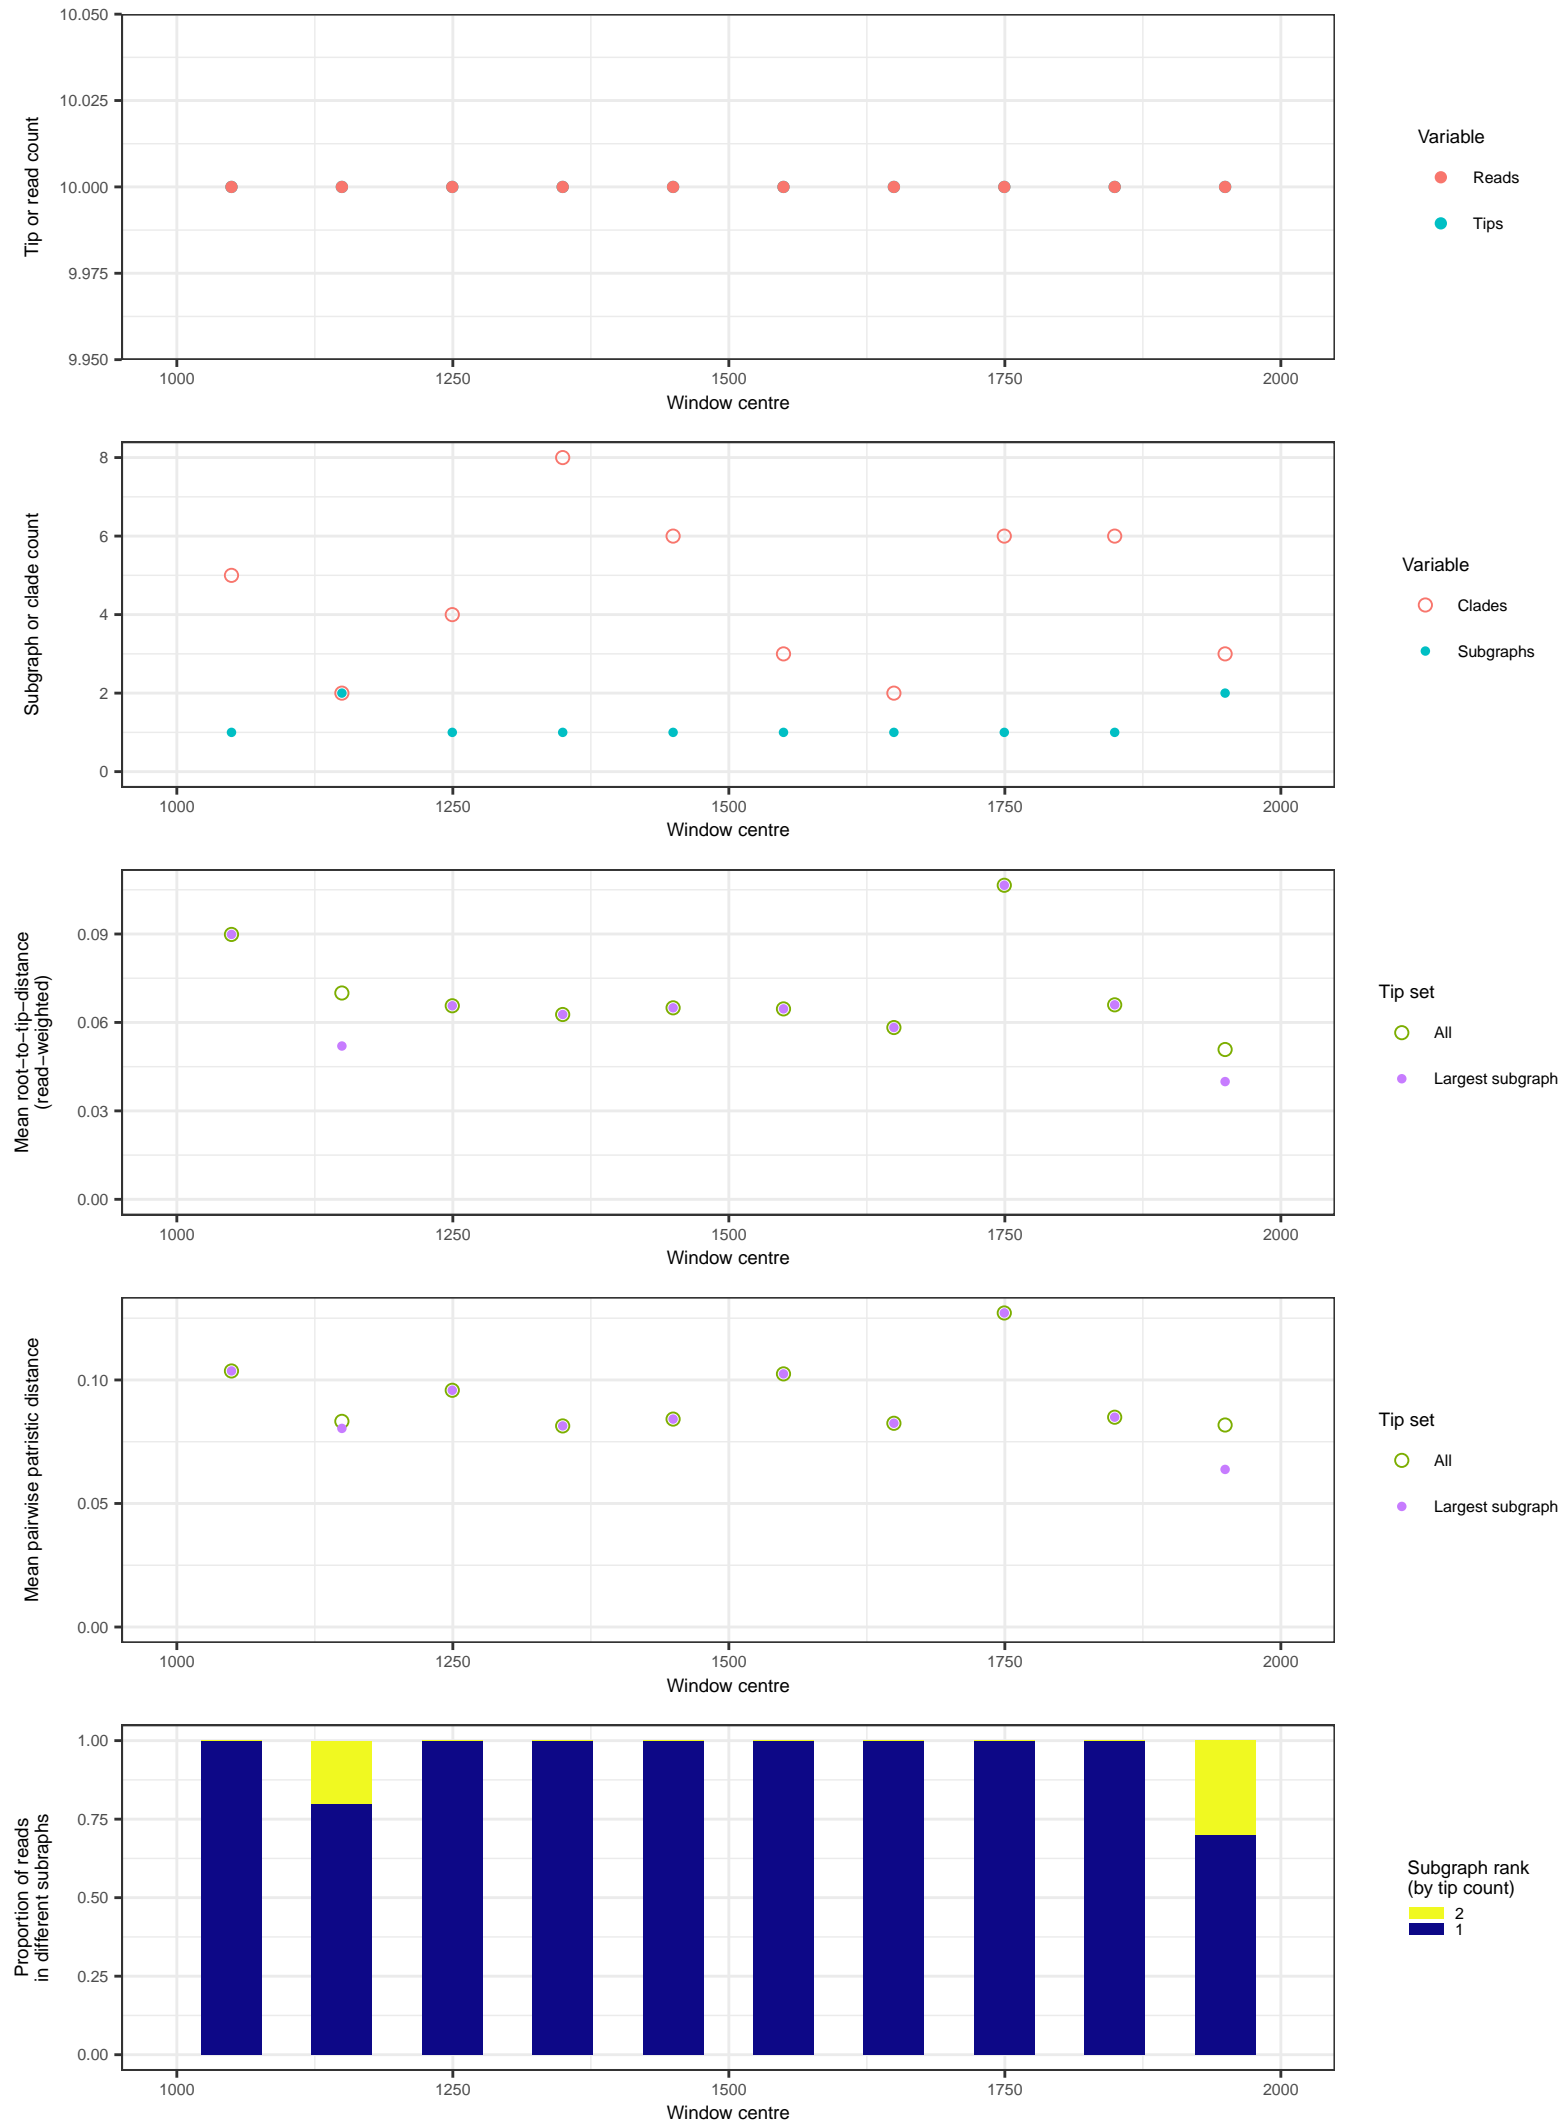 10.050
10.025
10.000
9.975
9.950
Tip or read count
1000 1250 1500 1750 2000
Window centre
Variable
Reads
Tips
8
6
4
2
0
Subgraph or clade count
1000 1250 1500 1750 2000
Window centre
Variable
Clades
Subgraphs
0.09
0.06
0.03
0.00
Mean root−to−tip−distance
(read−weighted)
1000 1250 1500 1750 2000
Window centre
Tip set
All
Largest subgraph
0.10
0.05
0.00
Mean pairwise patristic distance
1000 1250 1500 1750 2000
Window centre
Tip set
All
Largest subgraph
1.00
0.75
0.50
0.25
0.00
Proportion of reads
in different subraphs
1000 1250 1500 1750 2000
Window centre
Subgraph rank
(by tip count)
2
1